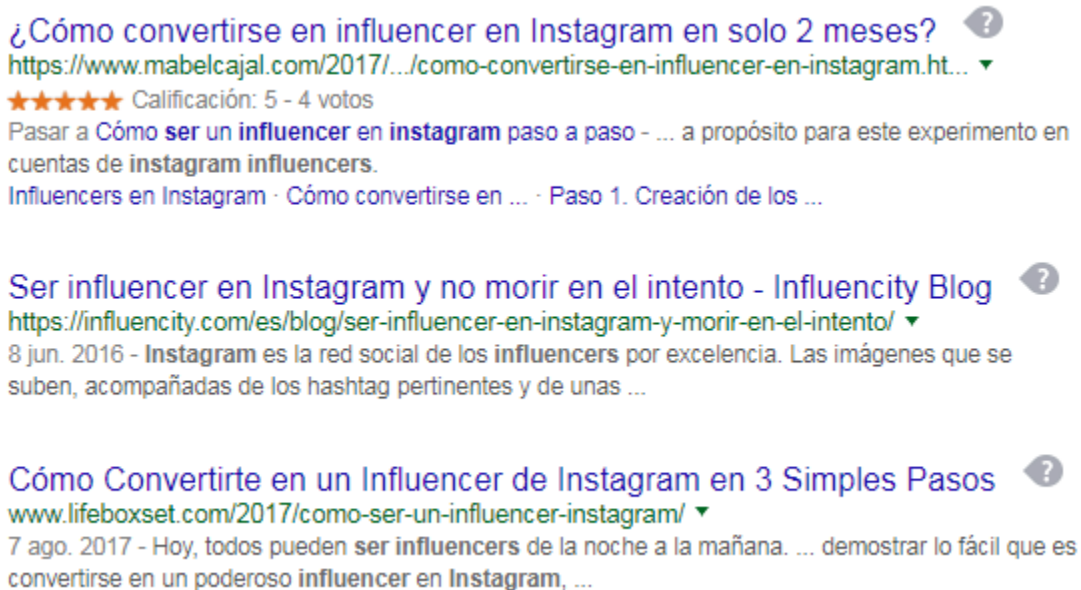 ¿Cómo convertirse en influencer en Instagram en solo 2 meses? ?
https://www.mabelcajal.com/2017/.../como-convertirse-en-influencer-en-instagram.ht... ▼
★★★★★ Calificación: 5 - 4 votos
Pasar a Cómo ser un influencer en instagram paso a paso - ... a propósito para este experimento en
cuentas de instagram influencers.
Influencers en Instagram · Cómo convertirse en ... · Paso 1. Creación de los ...
Ser influencer en Instagram y no morir en el intento - Influencity Blog ?
https://influencity.com/es/blog/ser-influencer-en-instagram-y-morir-en-el-intento/ ▼
8 jun. 2016 - Instagram es la red social de los influencers por excelencia. Las imágenes que se
suben, acompañadas de los hashtag pertinentes y de unas ...
Cómo Convertirte en un Influencer de Instagram en 3 Simples Pasos ?
www.lifeboxset.com/2017/como-ser-un-influencer-instagram/ ▼
7 ago. 2017 - Hoy, todos pueden ser influencers de la noche a la mañana. ... demostrar lo fácil que es
convertirse en un poderoso influencer en Instagram, ...